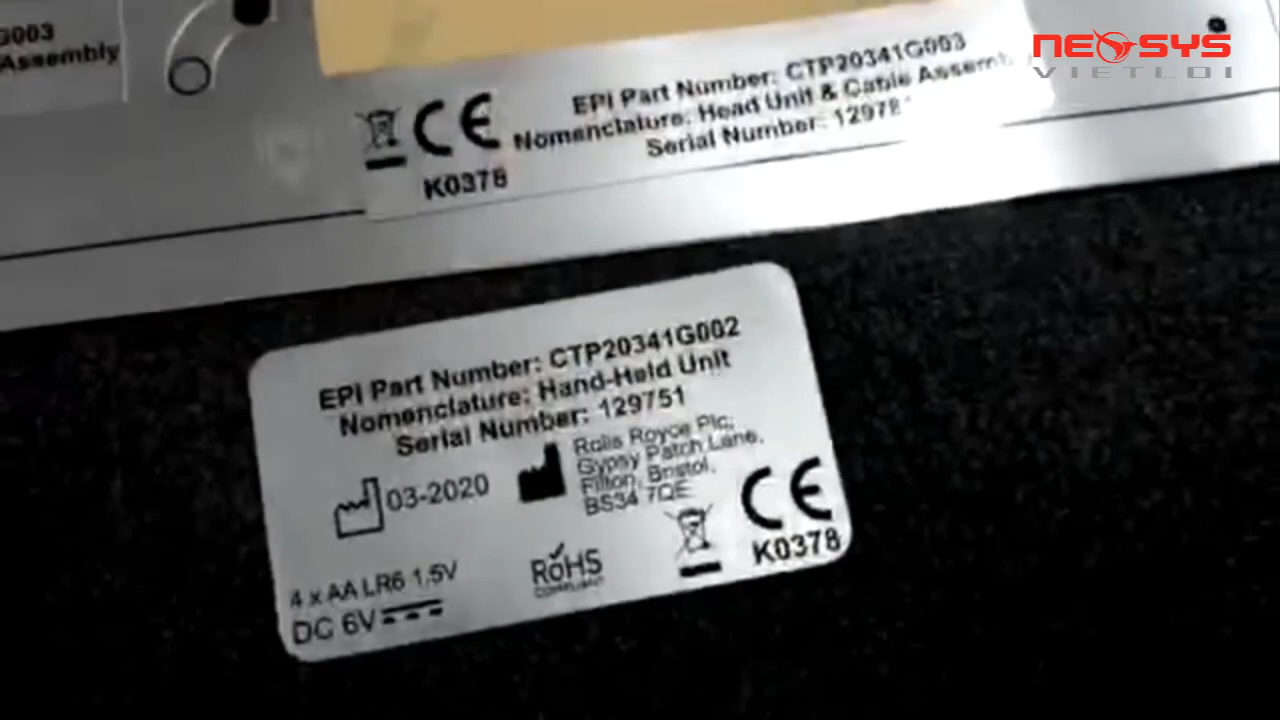 G003
Assembly
NEOSYS
VIETLOI
EPI Part Number: CTP20341G003
Nomenclature: Head Unit & Cable Assemb
Serial Number: 12978
K0378
EPI Part Number: CTP20341G002
Nomenclature: Hand-Held Unit
Serial Number: 129751
03-2020
Rolls Royce Plc,
Gypsy Patch Lane,
Filton, Bristol,
BS34 7QE
CE
K0378
4 x AA LR6 1,5V
DC 6V
RoHS
COMPLIANT